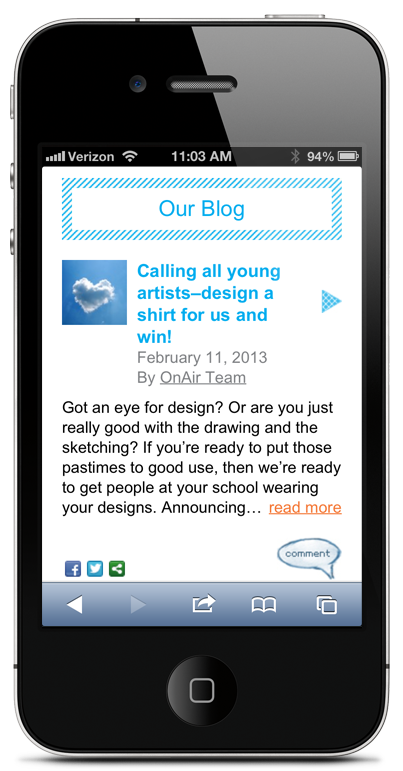 Verizon 11:03 AM 94%
Our Blog
Calling all young
artists–design a
shirt for us and
win!
February 11, 2013
By OnAir Team
Got an eye for design? Or are you just
really good with the drawing and the
sketching? If you’re ready to put those
pastimes to good use, then we’re ready
to get people at your school wearing
your designs. Announcing… read more
comment